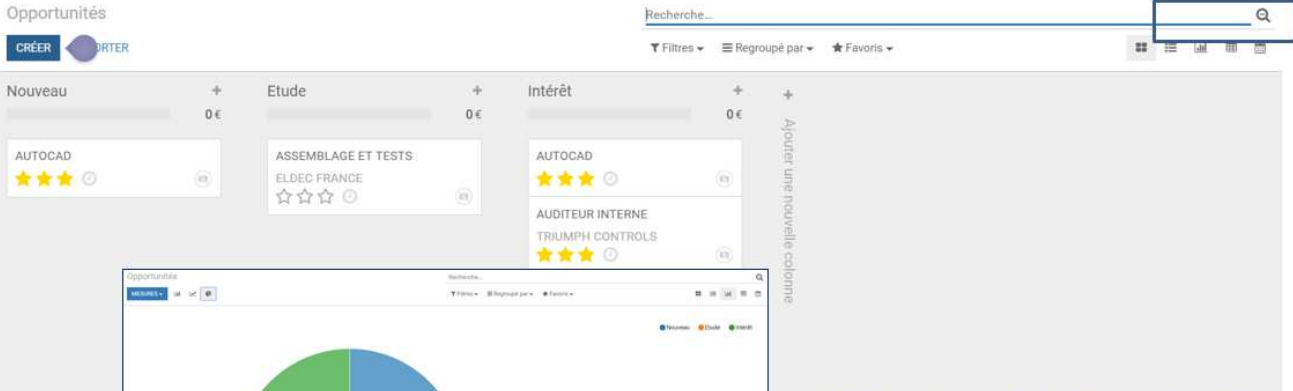 Opportunités
Recherche...
CRÉER
ORTER
Filtres
Regroupé par
Favoris
Nouveau
0 €
Etude
0 €
Intérêt
0 €
Ajouter une nouvelle colonne
AUTOCAD
ASSEMBLAGE ET TESTS
ELDEC FRANCE
AUTOCAD
AUDITEUR INTERNE
TRIUMPH CONTROLS
Opportunités
Recherche...
MESURES
Filtres
Regroupé par
Favoris
Nouveau
Etude
Intérêt